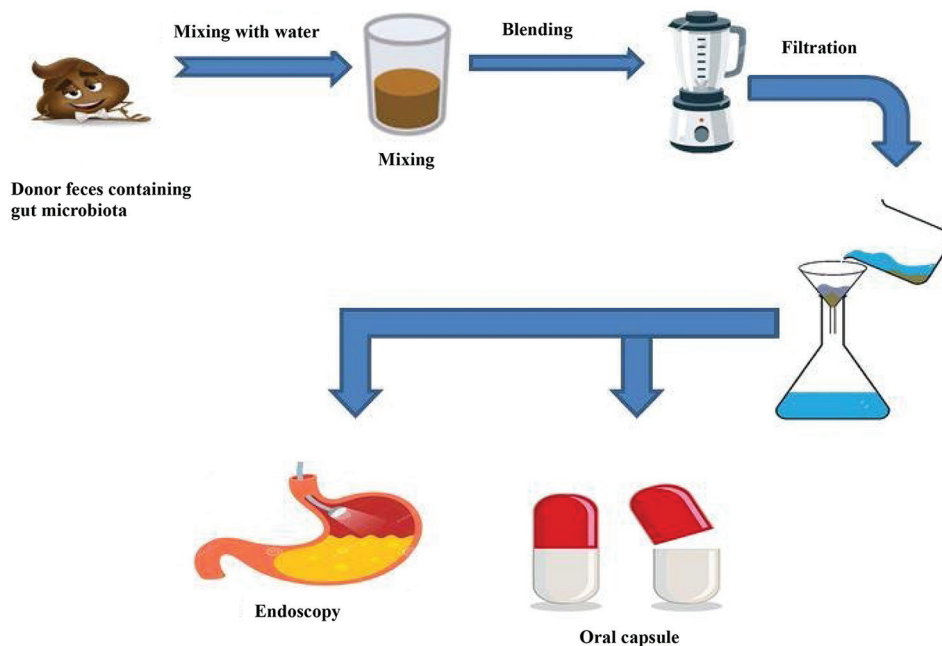 Mixing with water
Blending
Filtration
Mixing
Donor feces containing
gut microbiota
Endoscopy
Oral capsule